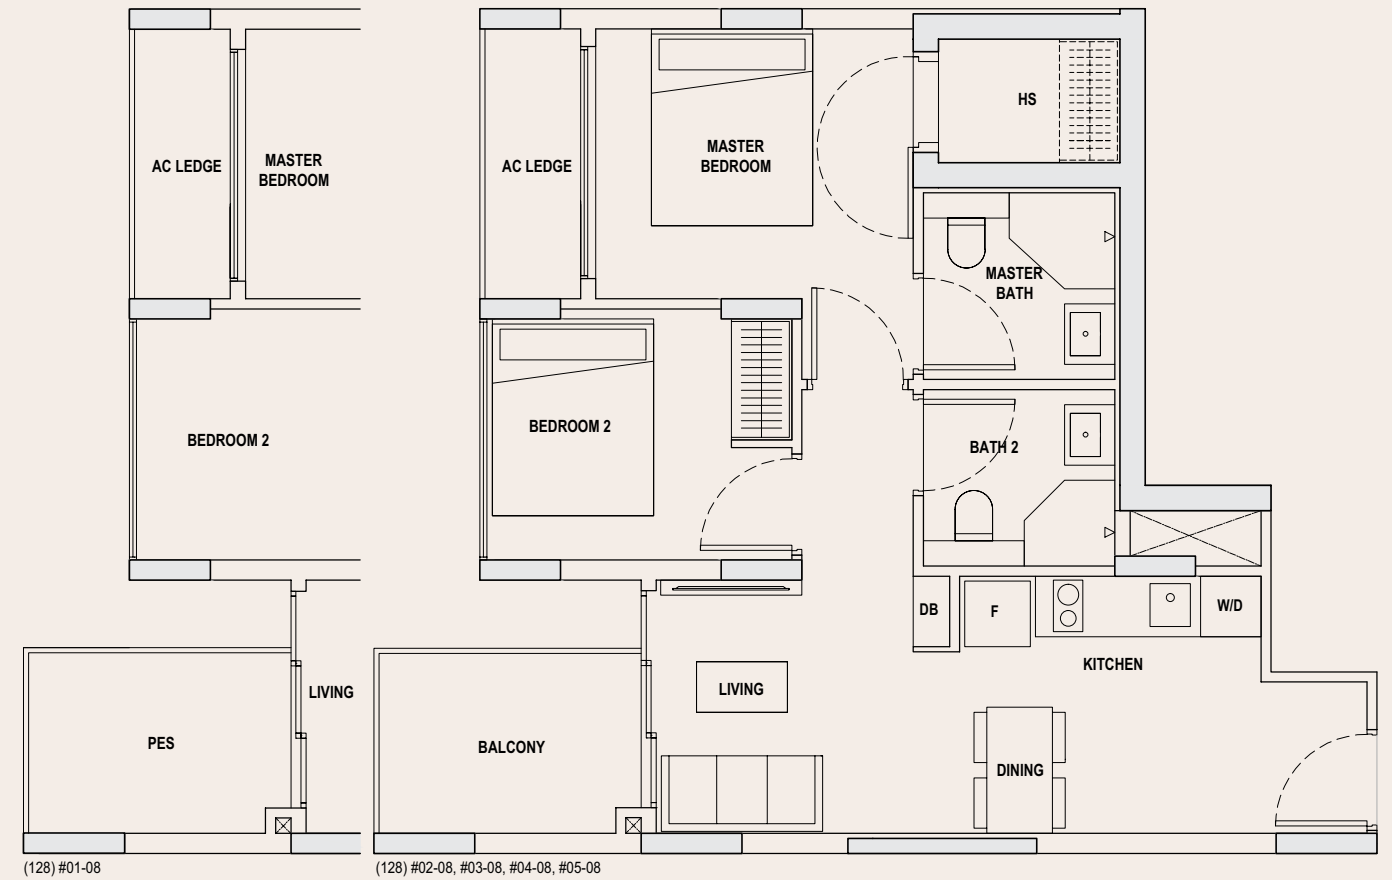 AC LEDGE
MASTER
BEDROOM
BEDROOM 2
LIVING
PES
(128) #01-08
AC LEDGE
MASTER
BEDROOM
HS
MASTER
BATH
BEDROOM 2
BATH 2
DB
F
W/D
KITCHEN
LIVING
BALCONY
DINING
(128) #02-08, #03-08, #04-08, #05-08